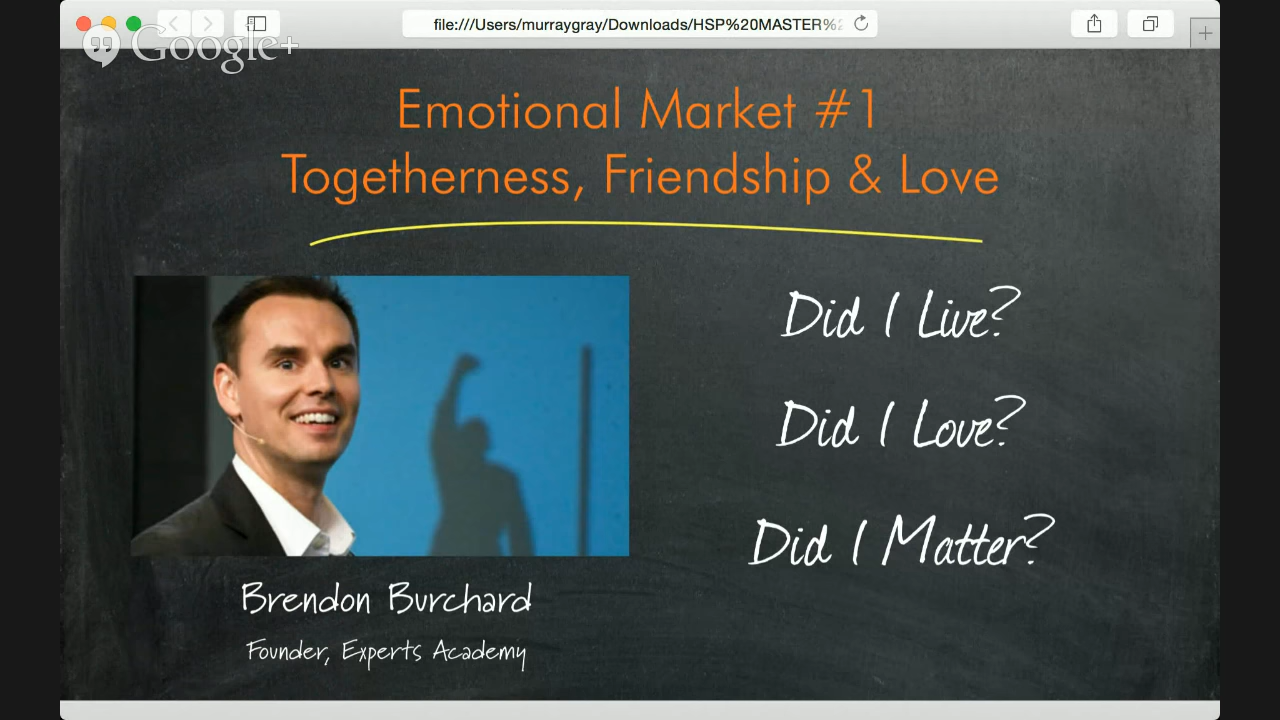 file:///Users/murraygray/Downloads/HSP%20MASTER%2
Google+
Emotional Market #1
Togetherness, Friendship & Love
Did I Live?
Did I Love?
Did I Matter?
Brendon Burchard
Founder, Experts Academy